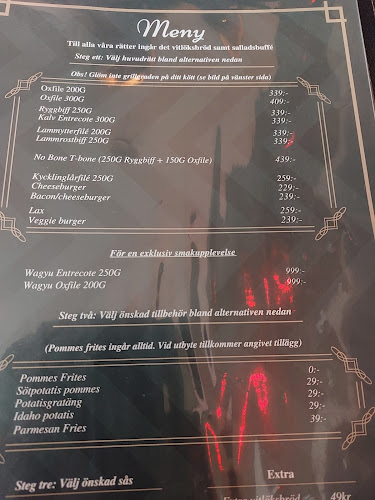 Meny
Till alla våra rätter ingår det vitlöksbröd samt salladsbuffé
Steg ett: Välj huvudrätt bland alternativen nedan
Obs! Glöm inte grillgraden på ditt kött (se bild på vänster sida)
Oxfile 200G 339:-
Oxfile 300G 409:-
Ryggbiff 250G 339:-
Kalv Entrecote 300G 339:-
Lammytterfilé 200G 339:-
Lammrostbiff 250G 339:-
No Bone T-bone (250G Ryggbiff + 150G Oxfile) 439:-
Kycklinglårfilé 250G 259:-
Cheeseburger 229:-
Bacon/cheeseburger 239:-
Lax 259:-
Veggie burger 239:-
För en exklusiv smakupplevelse
Wagyu Entrecote 250G 999:-
Wagyu Oxfile 200G 999:-
Steg två: Välj önskad tillbehör bland alternativen nedan
(Pommes frites ingår alltid. Vid utbyte tillkommer angivet tillägg)
Pommes Frites 0:-
Sötpotatis pommes 29:-
Potatisgratäng 29:-
Idaho potatis 29:-
Parmesan Fries 39:-
Steg tre: Välj önskad sås
Extra
Extra vitlöksbröd 49kr